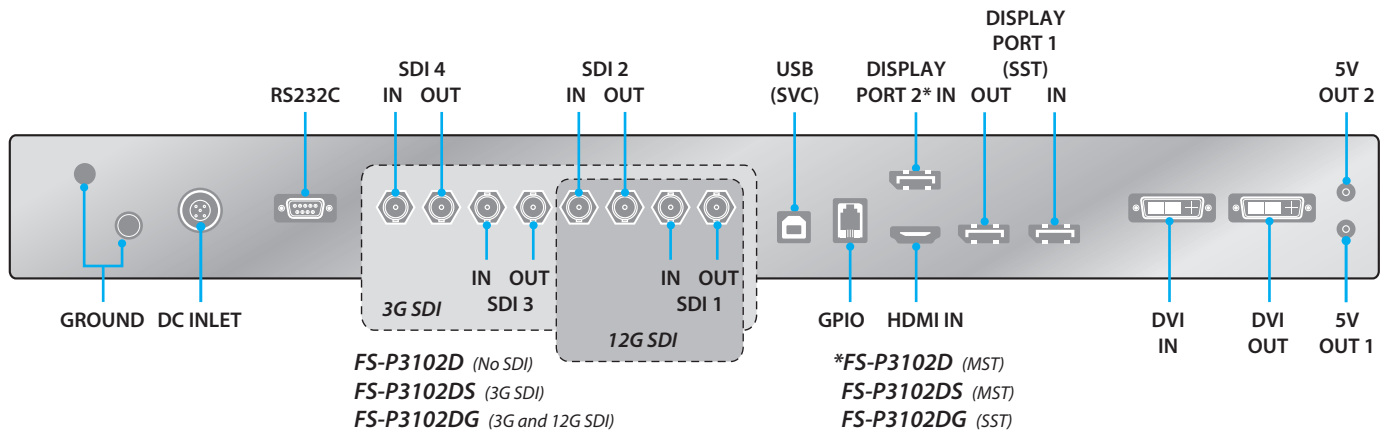 DISPLAY
PORT 1
(SST)
SDI 4
SDI 2
USB
DISPLAY
5V
RS232C
IN OUT
IN OUT
(SVC)
PORT 2* IN
OUT
IN
OUT 2
IN OUT
SDI 3
IN OUT
SDI 1
3G SDI
12G SDI
GROUND
DC INLET
GPIO
HDMI IN
DVI
IN
DVI
OUT
5V
OUT 1
FS-P3102D (No SDI)
FS-P3102DS (3G SDI)
FS-P3102DG (3G and 12G SDI)
*FS-P3102D (MST)
FS-P3102DS (MST)
FS-P3102DG (SST)